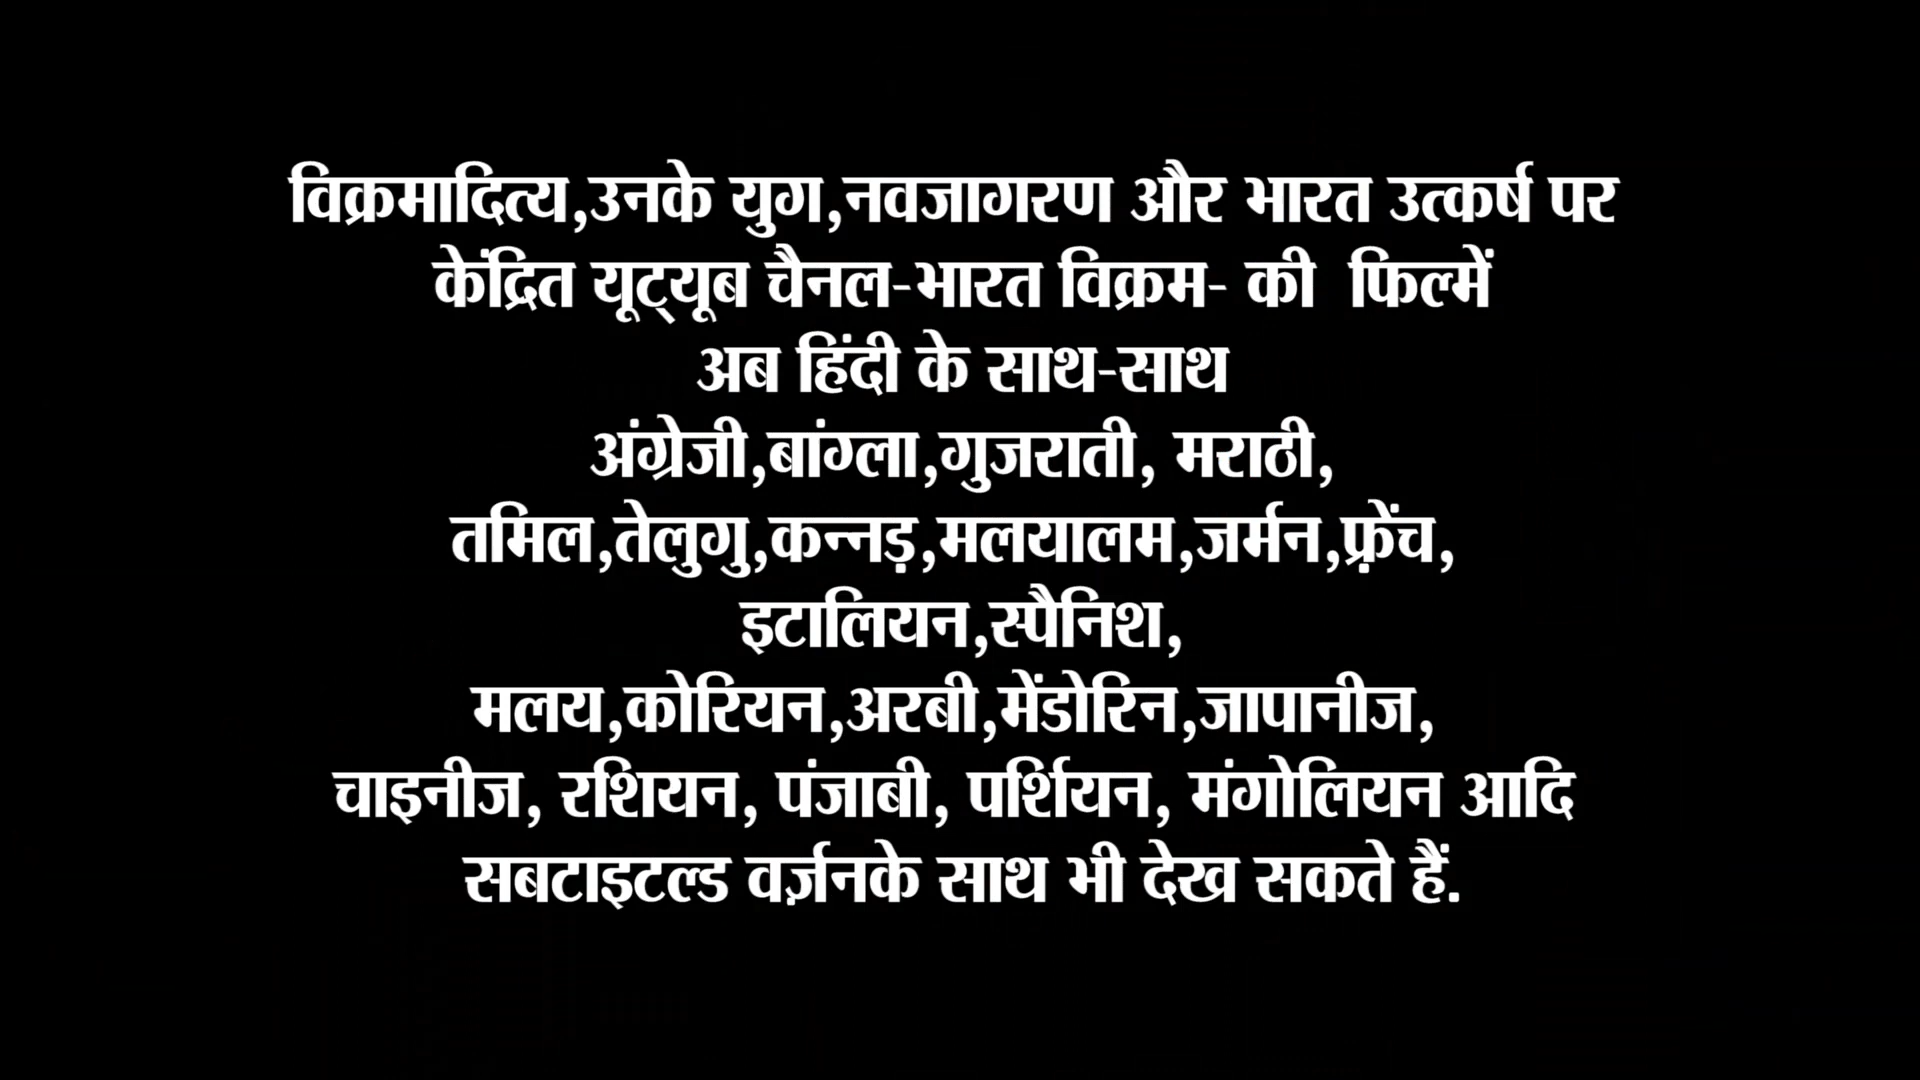 विक्रमादित्य,उनके युग,नवजागरण और भारत उत्कर्ष पर
केंद्रित यूट्यूब चैनल-भारत विक्रम- की  फिल्में
अब हिंदी के साथ-साथ
अंग्रेजी,बांग्ला,गुजराती, मराठी,
तमिल,तेलुगु,कन्नड़,मलयालम,जर्मन,फ़्रेंच,
इटालियन,स्पैनिश,
मलय,कोरियन,अरबी,मेंडोरिन,जापानीज,
चाइनीज, रशियन, पंजाबी, पर्शियन, मंगोलियन आदि
सबटाइटल्ड वर्ज़नके साथ भी देख सकते हैं.